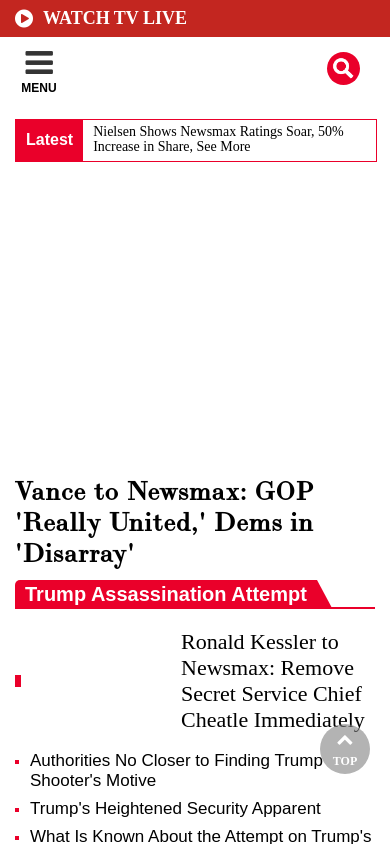 WATCH TV LIVE
MENU
Latest
Nielsen Shows Newsmax Ratings Soar, 50%
Increase in Share, See More
Vance to Newsmax: GOP
'Really United,' Dems in
'Disarray'
Trump Assassination Attempt
Ronald Kessler to
Newsmax: Remove
Secret Service Chief
Cheatle Immediately
TOP
Authorities No Closer to Finding Trump
Shooter's Motive
Trump's Heightened Security Apparent
What Is Known About the Attempt on Trump's